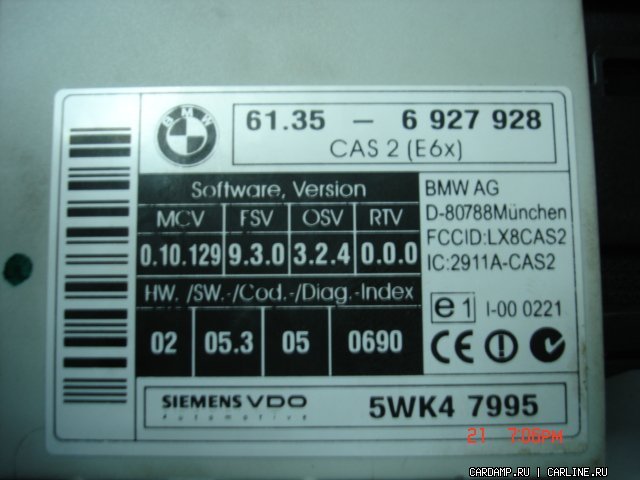 BMW
61.35 - 6 927 928
CAS 2 (E6x)
Software, Version
MCV FSV OSV RTV
0.10.129 9.3.0 3.2.4 0.0.0
HW. /SW.-/Cod.-/Diag.-Index
02 05.3 05 0690
BMW AG
D-80788München
FCCID:LX8CAS2
IC:2911A-CAS2
e1 I-00 0221
CE
SIEMENS VDO
Automotive
5WK4 7995
21 7:06PM
CARDAMP.RU | CARLINE.RU